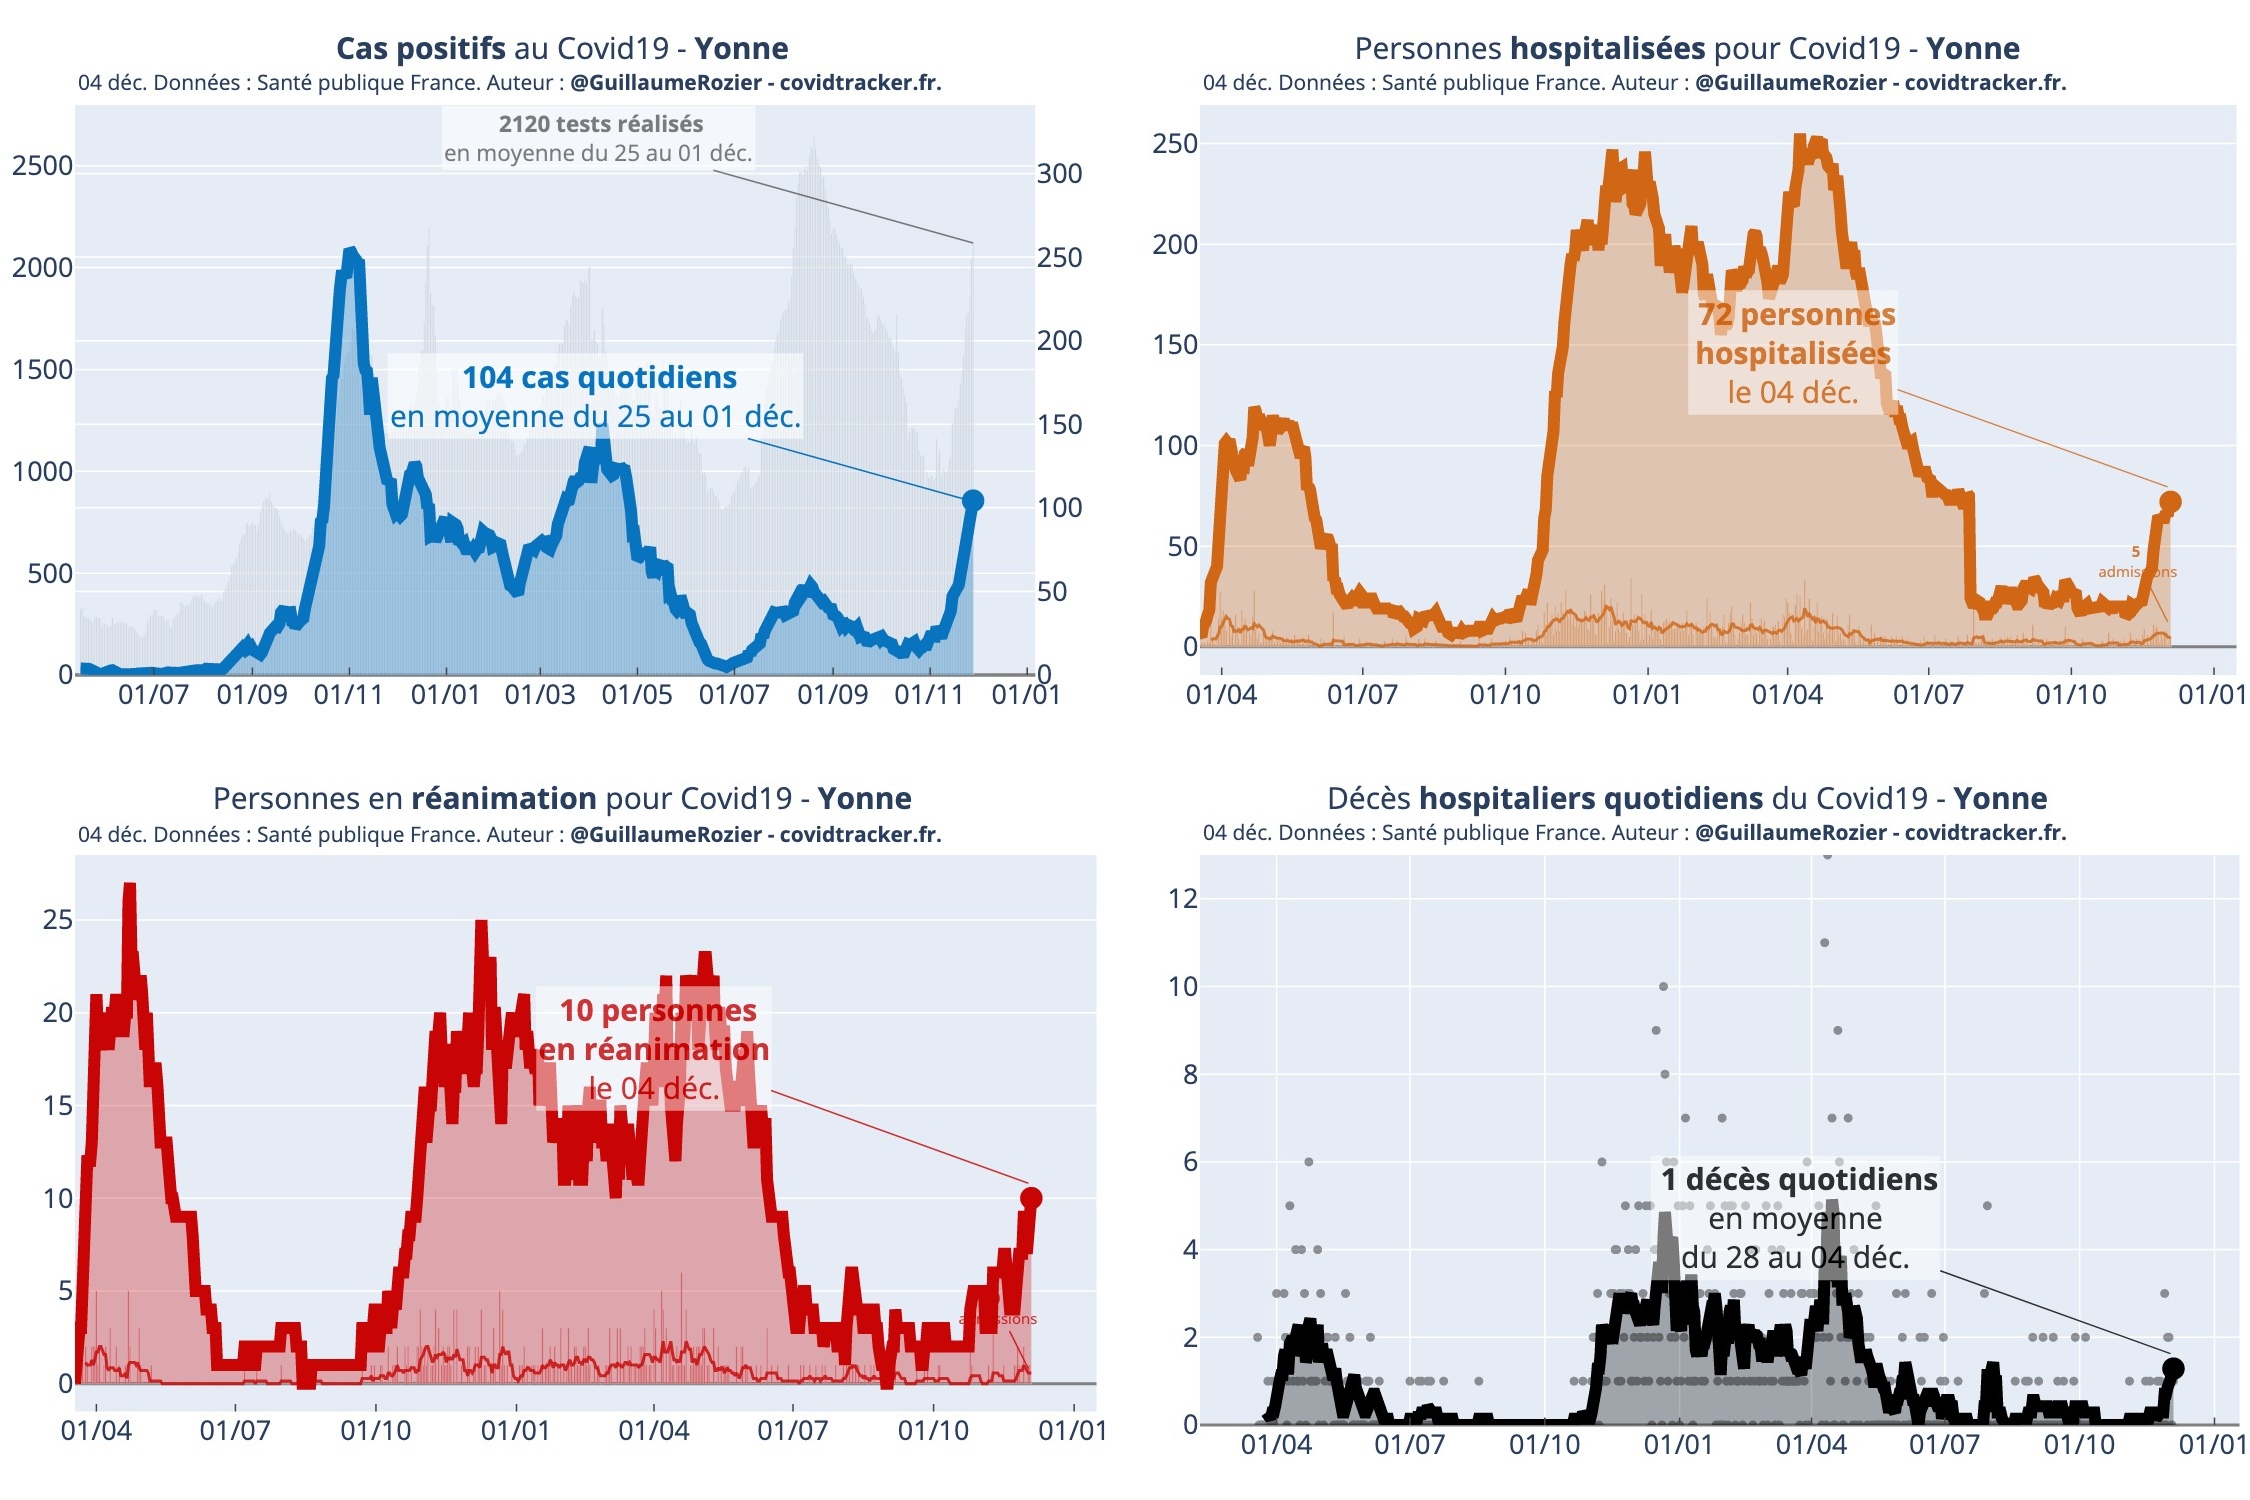 Cas positifs au Covid19 - Yonne
04 déc. Données : Santé publique France. Auteur : @GuillaumeRozier - covidtracker.fr.
2120 tests réalisés
en moyenne du 25 au 01 déc.
104 cas quotidiens
en moyenne du 25 au 01 déc.
2500
2000
1500
1000
500
0
300
250
200
150
100
50
0
01/07 01/09 01/11 01/01 01/03 01/05 01/07 01/09 01/11 01/01
Personnes hospitalisées pour Covid19 - Yonne
04 déc. Données : Santé publique France. Auteur : @GuillaumeRozier - covidtracker.fr.
250
200
150
100
50
0
72 personnes
hospitalisées
le 04 déc.
5
admissions
01/04 01/07 01/10 01/01 01/04 01/07 01/10 01/01
Personnes en réanimation pour Covid19 - Yonne
04 déc. Données : Santé publique France. Auteur : @GuillaumeRozier - covidtracker.fr.
25
20
15
10
5
0
10 personnes
en réanimation
le 04 déc.
admissions
01/04 01/07 01/10 01/01 01/04 01/07 01/10 01/01
Décès hospitaliers quotidiens du Covid19 - Yonne
04 déc. Données : Santé publique France. Auteur : @GuillaumeRozier - covidtracker.fr.
12
10
8
6
4
2
0
1 décès quotidiens
en moyenne
du 28 au 04 déc.
01/04 01/07 01/10 01/01 01/04 01/07 01/10 01/01